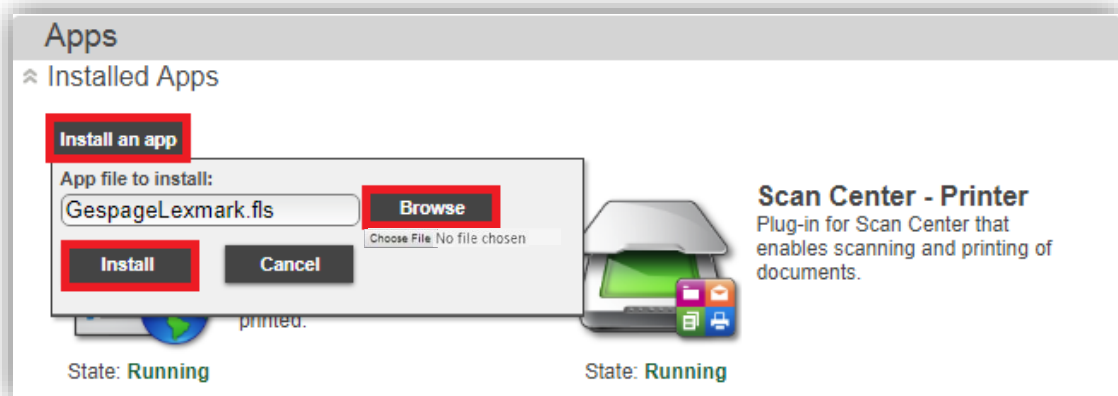 Apps
Installed Apps
Install an app
App file to install:
GespageLexmark.fls
Browse
Choose File No file chosen
Install
Cancel
printed.
State: Running
Scan Center - Printer
Plug-in for Scan Center that
enables scanning and printing of
documents.
State: Running